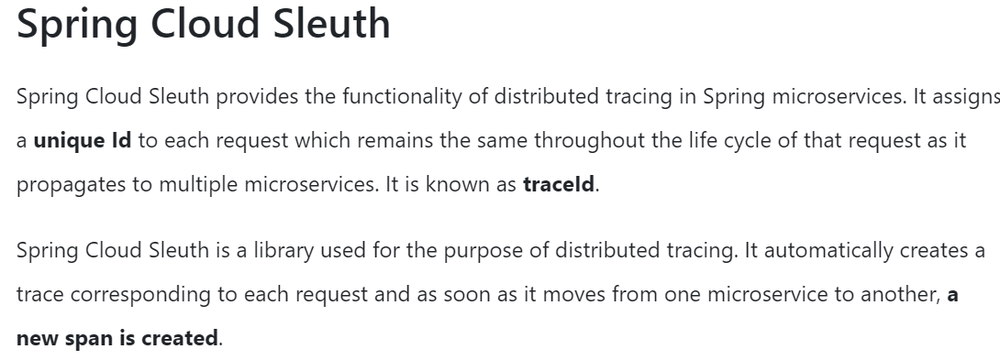 Spring Cloud Sleuth
Spring Cloud Sleuth provides the functionality of distributed tracing in Spring microservices. It assigns
a unique Id to each request which remains the same throughout the life cycle of that request as it
propagates to multiple microservices. It is known as traceId.
Spring Cloud Sleuth is a library used for the purpose of distributed tracing. It automatically creates a
trace corresponding to each request and as soon as it moves from one microservice to another, a
new span is created.